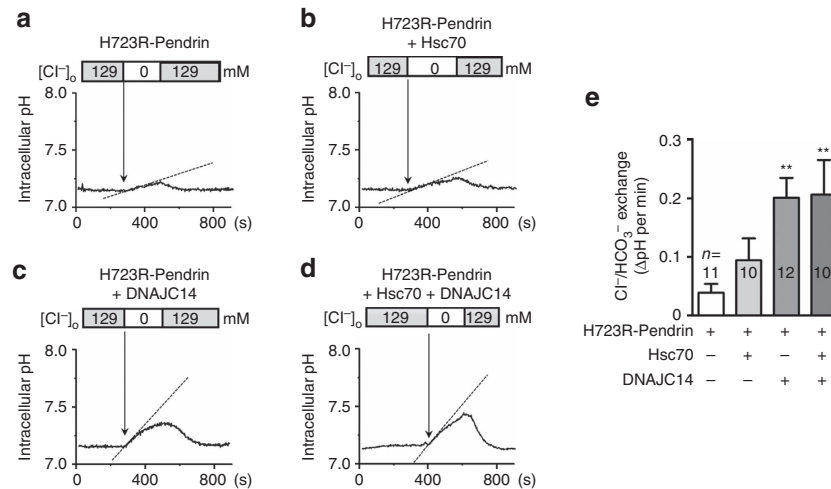 a
H723R-Pendrin
[Cl–]o 129 0 129 mM
Intracellular pH
8.0
7.5
7.0
0 400 800 (s)
b
H723R-Pendrin
+ Hsc70
[Cl–]o 129 0 129 mM
Intracellular pH
8.0
7.5
7.0
0 400 800 (s)
c
H723R-Pendrin
+ DNAJC14
[Cl–]o 129 0 129 mM
Intracellular pH
8.0
7.5
7.0
0 400 800 (s)
d
H723R-Pendrin
+ Hsc70 + DNAJC14
[Cl–]o 129 0 129 mM
Intracellular pH
8.0
7.5
7.0
0 400 800 (s)
e
Cl–/HCO3– exchange
(ΔpH per min)
0.3
0.2
0.1
0
** **
n=
11 10 12 10
H723R-Pendrin + + + +
Hsc70 – + – +
DNAJC14 – – + +